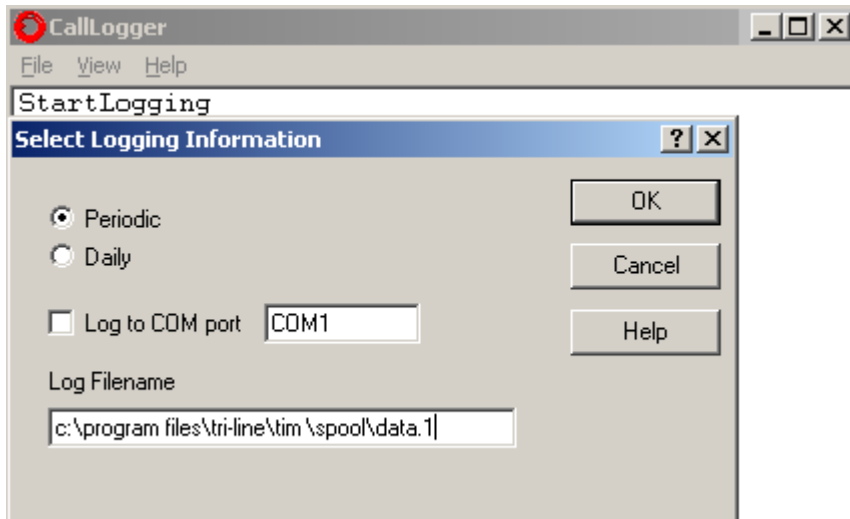 CallLogger
File View Help
StartLogging
Select Logging Information
Periodic
OK
Daily
Cancel
Log to COM port COM1
Help
Log Filename
c:\program files\tri-line\tim \spool\data.1